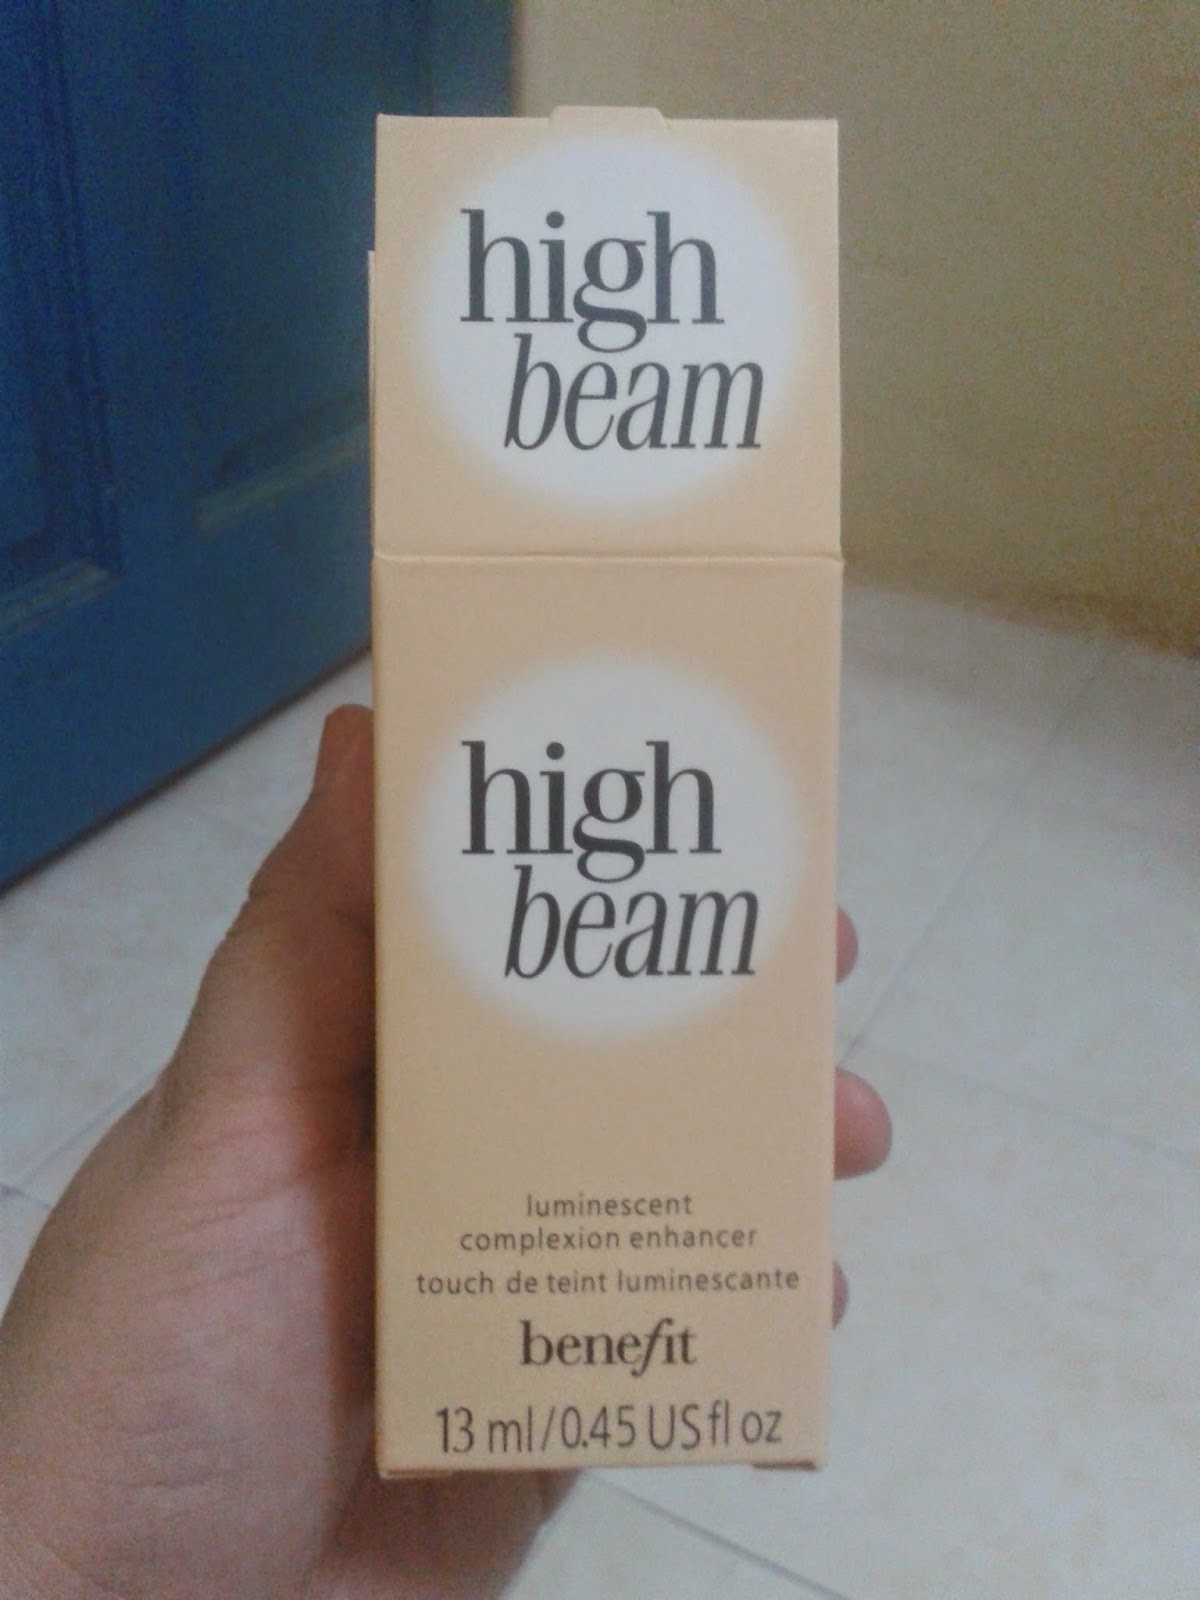 high
beam
high
beam
luminescent
complexion enhancer
touch de teint luminescante
benefit
13 ml/0.45 US fl oz